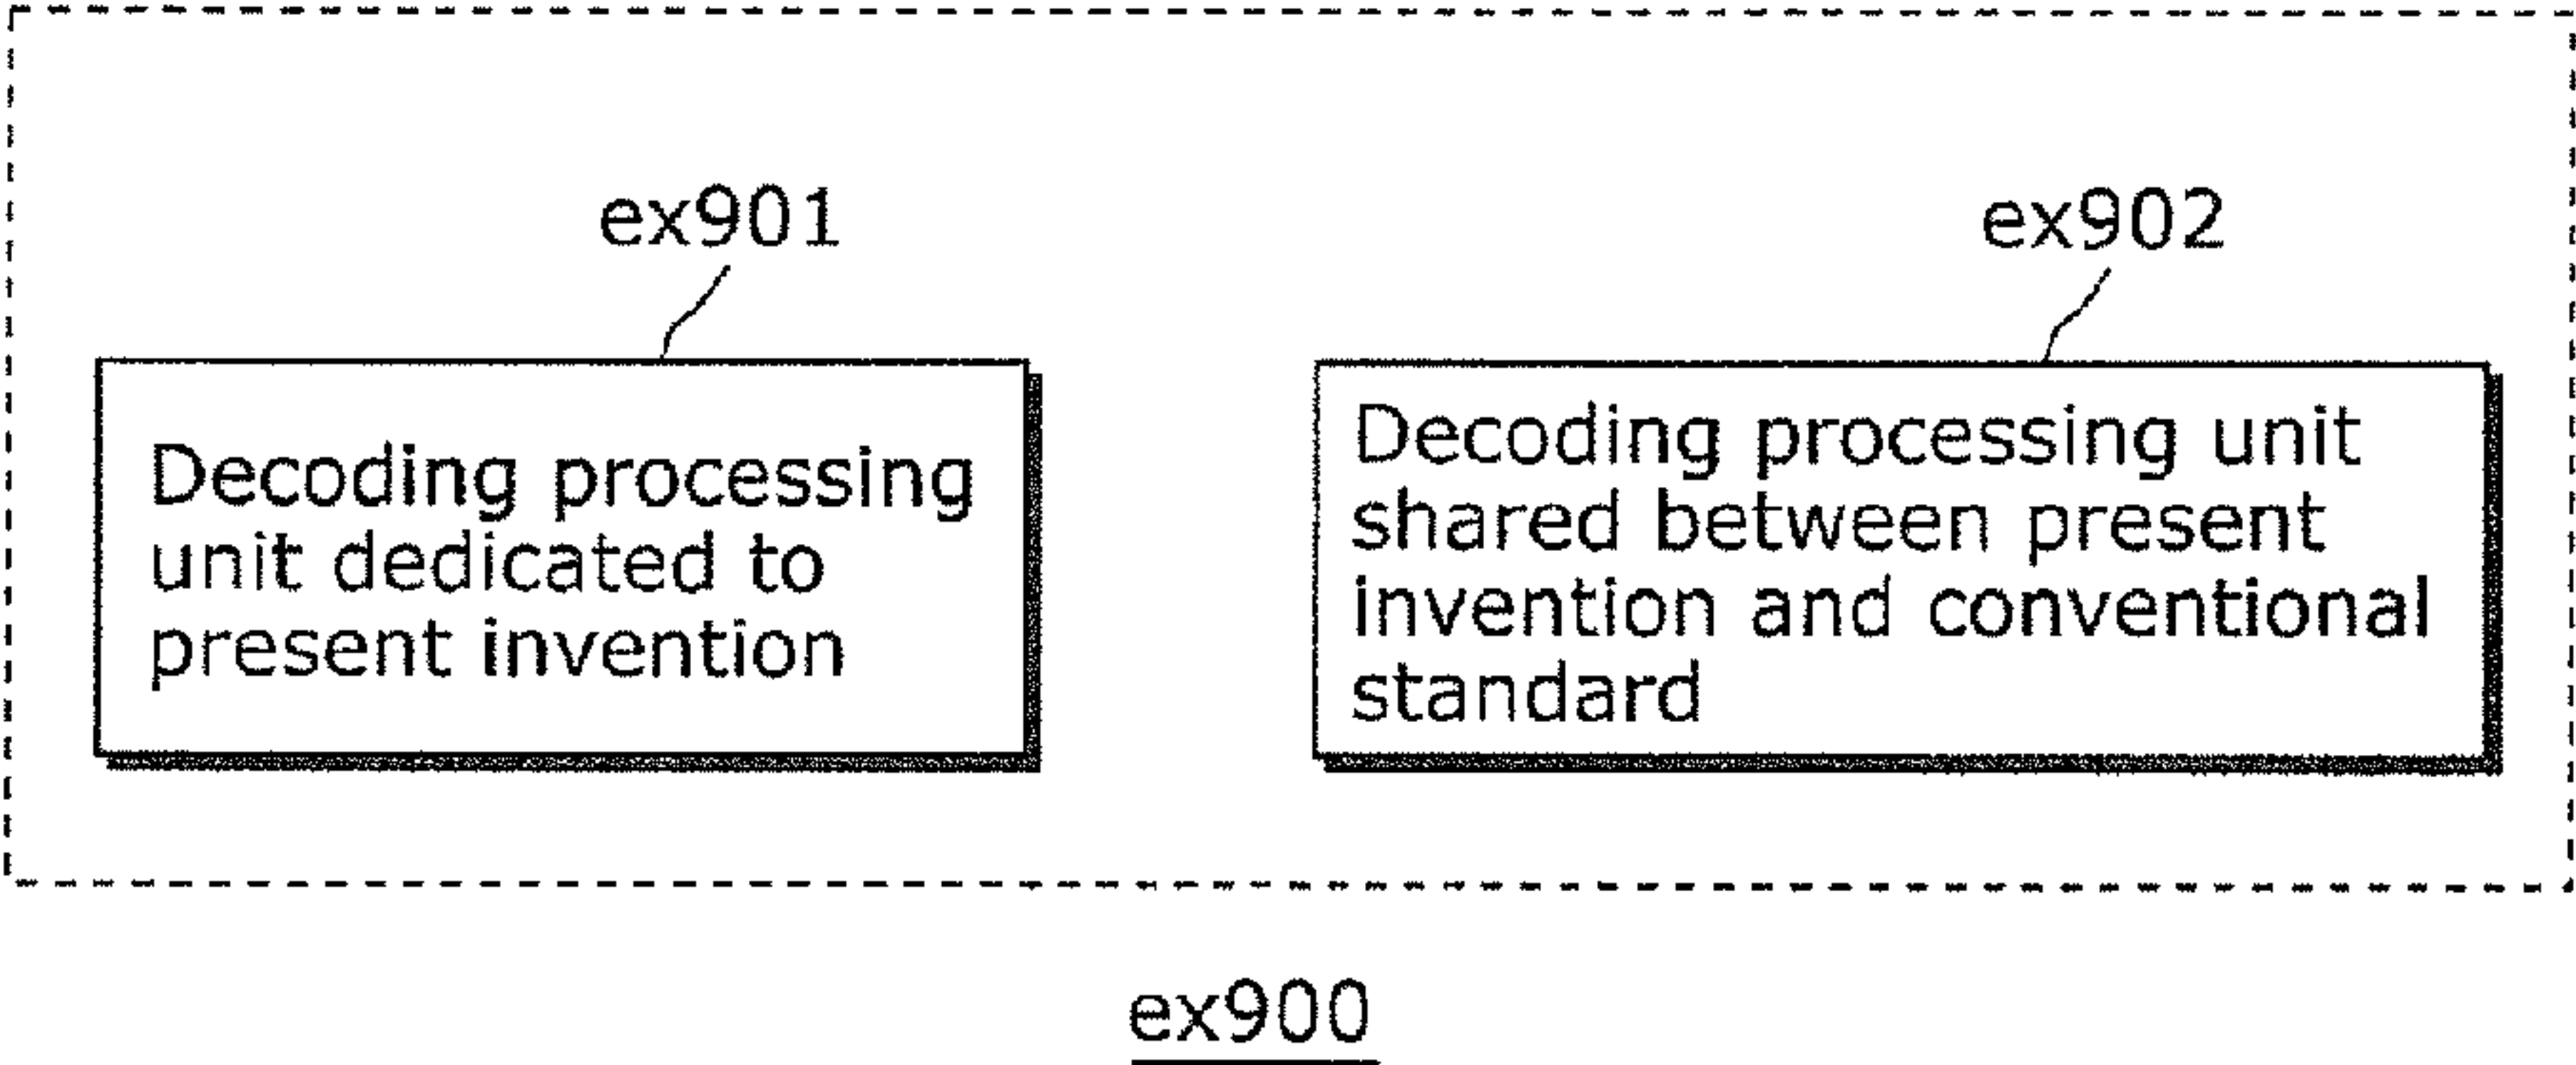 ex901
ex902
Decoding processing
unit dedicated to
present invention
Decoding processing unit
shared between present
invention and conventional
standard
ex900